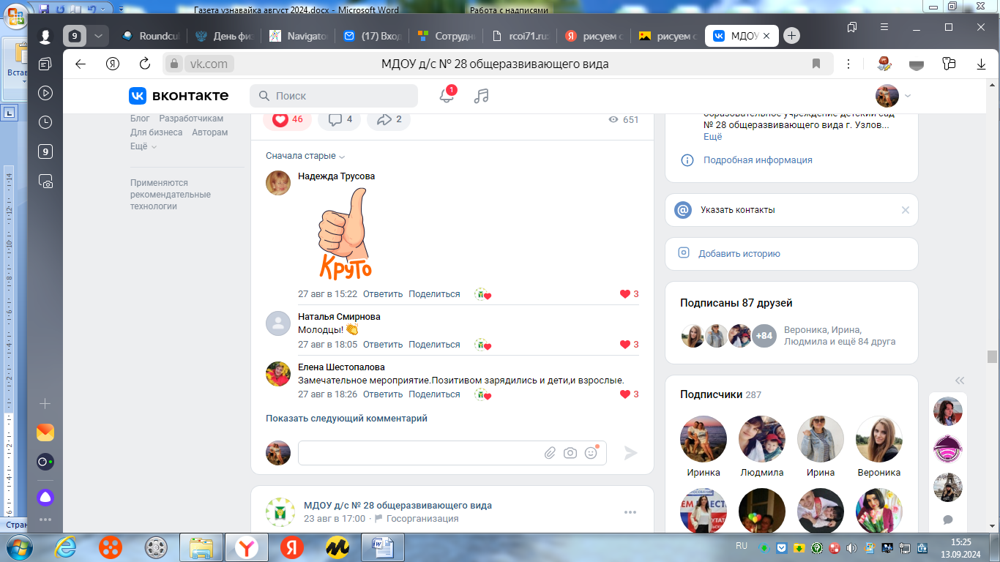 Газета узнавайка август 2024.docx - Microsoft Word
Работа с надписями
9
Roundcu
День физ
Navigato
(17) Вход
Сотрудн
rcoi71.ru:
рисуем с
рисуем с
МДОУ
vk.com
МДОУ д/с № 28 общеразвивающего вида
Встав
вконтакте
Поиск
1
Блог Разработчикам
Для бизнеса Авторам
Ещё
Применяются
рекомендательные
технологии
46
4
2
651
Сначала старые
Надежда Трусова
Круто
27 авг в 15:22 Ответить Поделиться
3
Наталья Смирнова
Молодцы!
27 авг в 18:05 Ответить Поделиться
3
Елена Шестопалова
Замечательное мероприятие.Позитивом зарядились и дети,и взрослые.
27 авг в 18:26 Ответить Поделиться
3
Показать следующий комментарий
МДОУ д/с № 28 общеразвивающего вида
23 авг в 17:00 · Госорганизация
образовательное учреждение детский сад
№ 28 общеразвивающего вида г. Узлов...
Ещё
Подробная информация
Указать контакты
Добавить историю
Подписаны 87 друзей
+84
Вероника, Ирина,
Людмила и ещё 84 друга
Подписчики 287
Иринка
Людмила
Ирина
Вероника
9
Стран
RU
15:25
13.09.2024